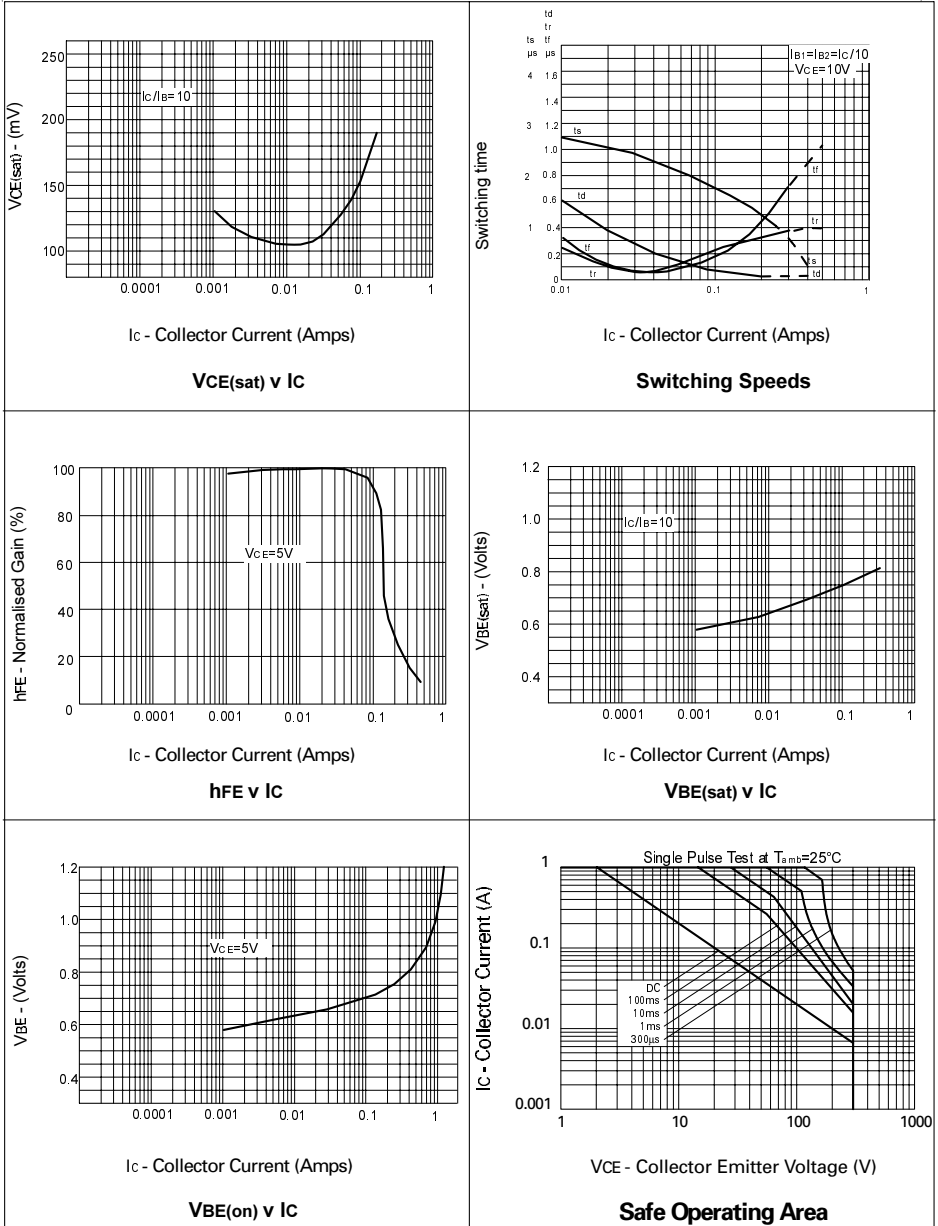 250
200
150
100
VCE(sat) - (mV)
IC/IB=10
0.0001 0.001 0.01 0.1 1
IC - Collector Current (Amps)
VCE(sat) v IC
td
tr
ts tf
µs µs
4 1.6
1.4
1.2
3 1.0
0.8
2 0.6
0.4
1 0.2
0
Switching time
IB1=IB2=IC/10
VCE=10V
ts
td
tf
tr
tf
tr
ts
td
0.01 0.1 1
IC - Collector Current (Amps)
Switching Speeds
100
80
60
40
20
0
hFE - Normalised Gain (%)
VCE=5V
0.0001 0.001 0.01 0.1 1
IC - Collector Current (Amps)
hFE v IC
1.2
1.0
0.8
0.6
0.4
VBE(sat) - (Volts)
IC/IB=10
0.0001 0.001 0.01 0.1 1
IC - Collector Current (Amps)
VBE(sat) v IC
1.2
1.0
0.8
0.6
0.4
VBE - (Volts)
VCE=5V
0.0001 0.001 0.01 0.1 1
IC - Collector Current (Amps)
VBE(on) v IC
Single Pulse Test at Tamb=25°C
1
0.1
0.01
0.001
IC - Collector Current (A)
DC
100ms
10ms
1ms
300µs
1 10 100 1000
VCE - Collector Emitter Voltage (V)
Safe Operating Area